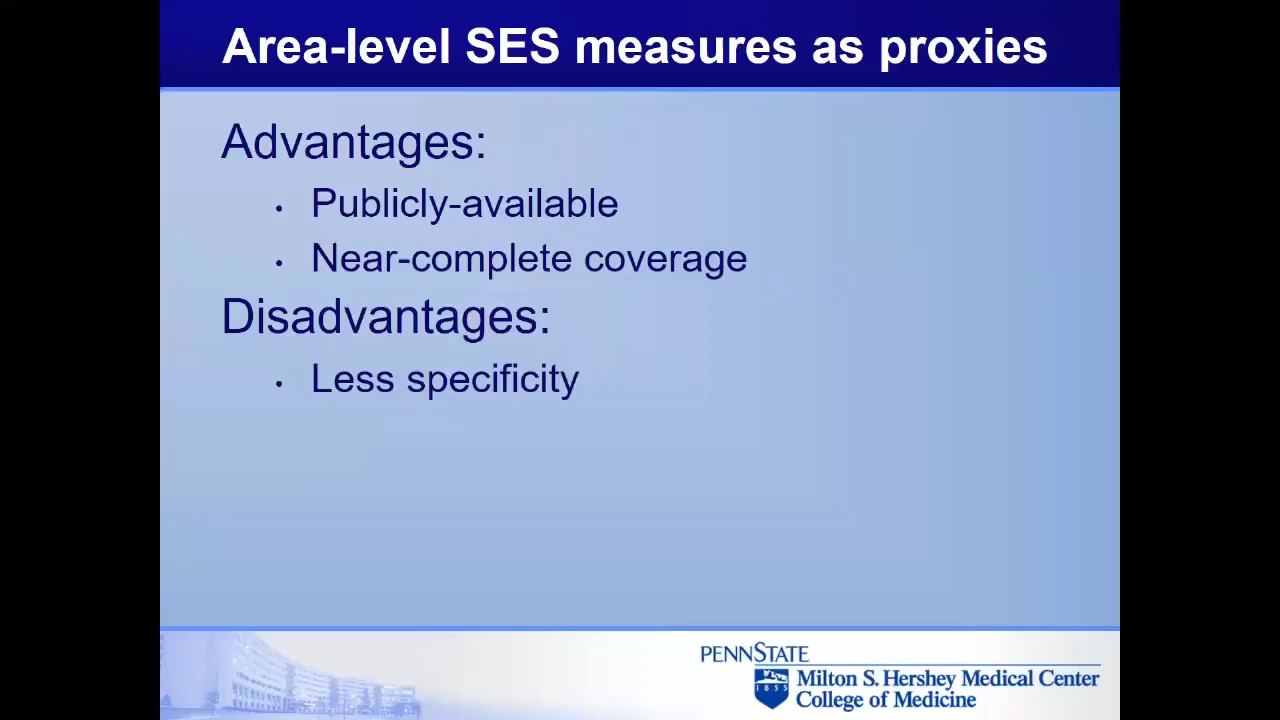 Area-level SES measures as proxies
Advantages:
• Publicly-available
• Near-complete coverage
Disadvantages:
• Less specificity
PENNSTATE
1855
Milton S. Hershey Medical Center
College of Medicine